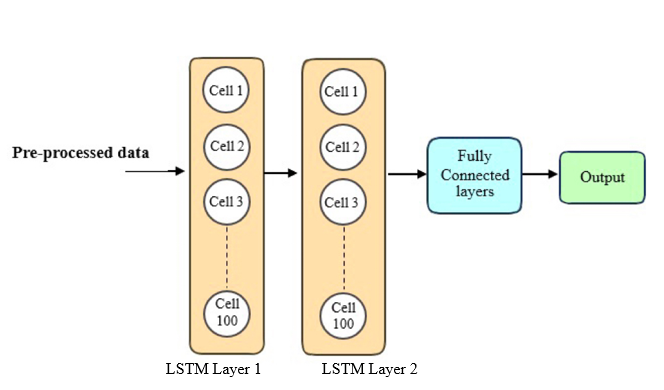 Pre-processed data
Cell 1
Cell 2
Cell 3
Cell
100
LSTM Layer 1
Cell 1
Cell 2
Cell 3
Cell
100
LSTM Layer 2
Fully
Connected
layers
Output